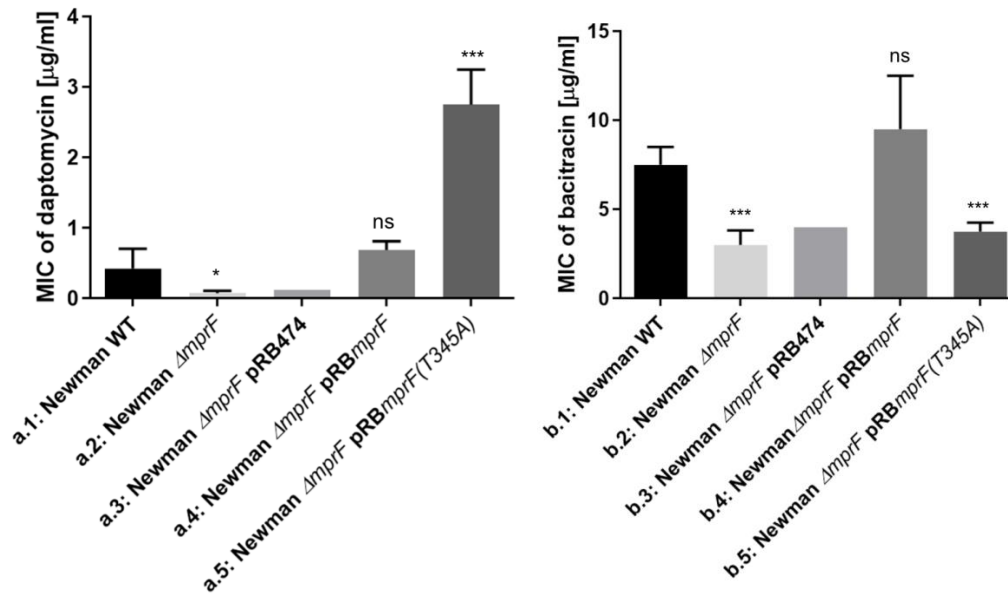 MIC of daptomycin [µg/ml]
4
3
2
1
0
*
ns
***
a.1: Newman WT
a.2: Newman ΔmprF
a.3: Newman ΔmprF pRB474
a.4: Newman ΔmprF pRBmprF
a.5: Newman ΔmprF pRBmprF(T345A)
MIC of bacitracin [µg/ml]
15
10
5
0
***
ns
***
b.1: Newman WT
b.2: Newman ΔmprF
b.3: Newman ΔmprF pRB474
b.4: NewmanΔmprF pRBmprF
b.5: Newman ΔmprF pRBmprF(T345A)